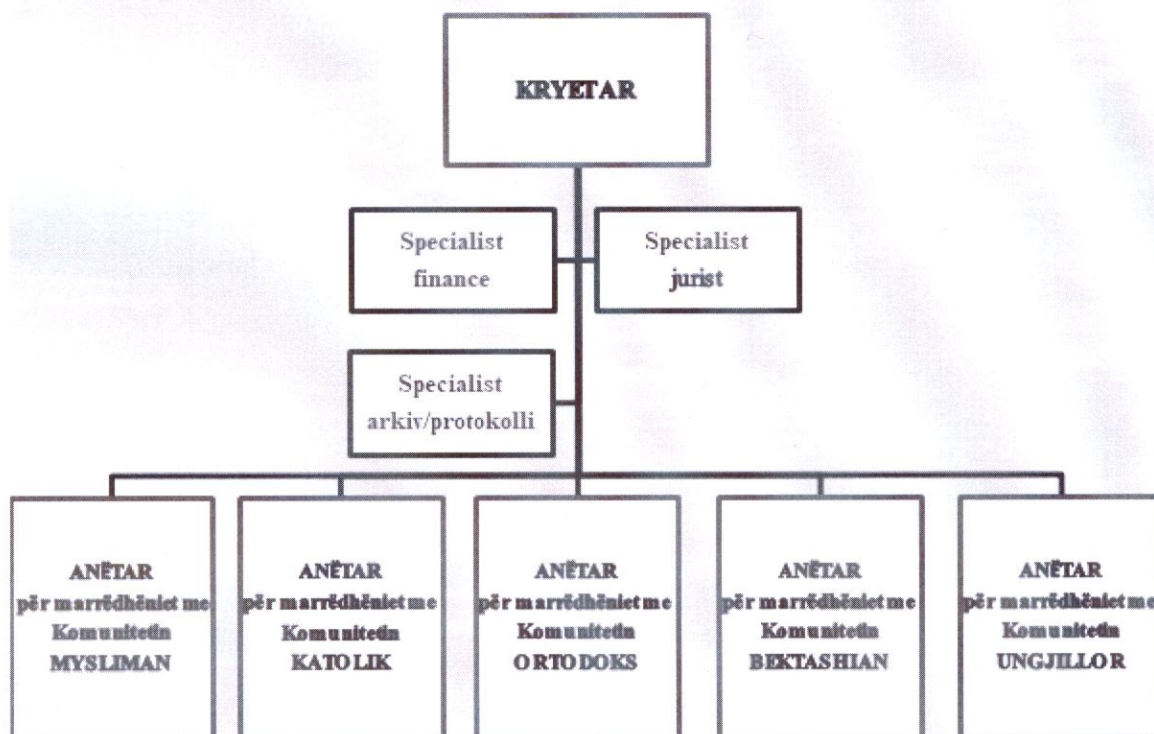 KRYETAR
Specialist
finance
Specialist
jurist
Specialist
arkiv/protokolli
ANËTAR
për marrëdhëniet me
Komunitetin
MYSLIMAN
ANËTAR
për marrëdhëniet me
Komunitetin
KATOLIK
ANËTAR
për marrëdhëniet me
Komunitetin
ORTODOKS
ANËTAR
për marrëdhëniet me
Komunitetin
BEKTASHIAN
ANËTAR
për marrëdhëniet me
Komunitetin
UNGJILLOR